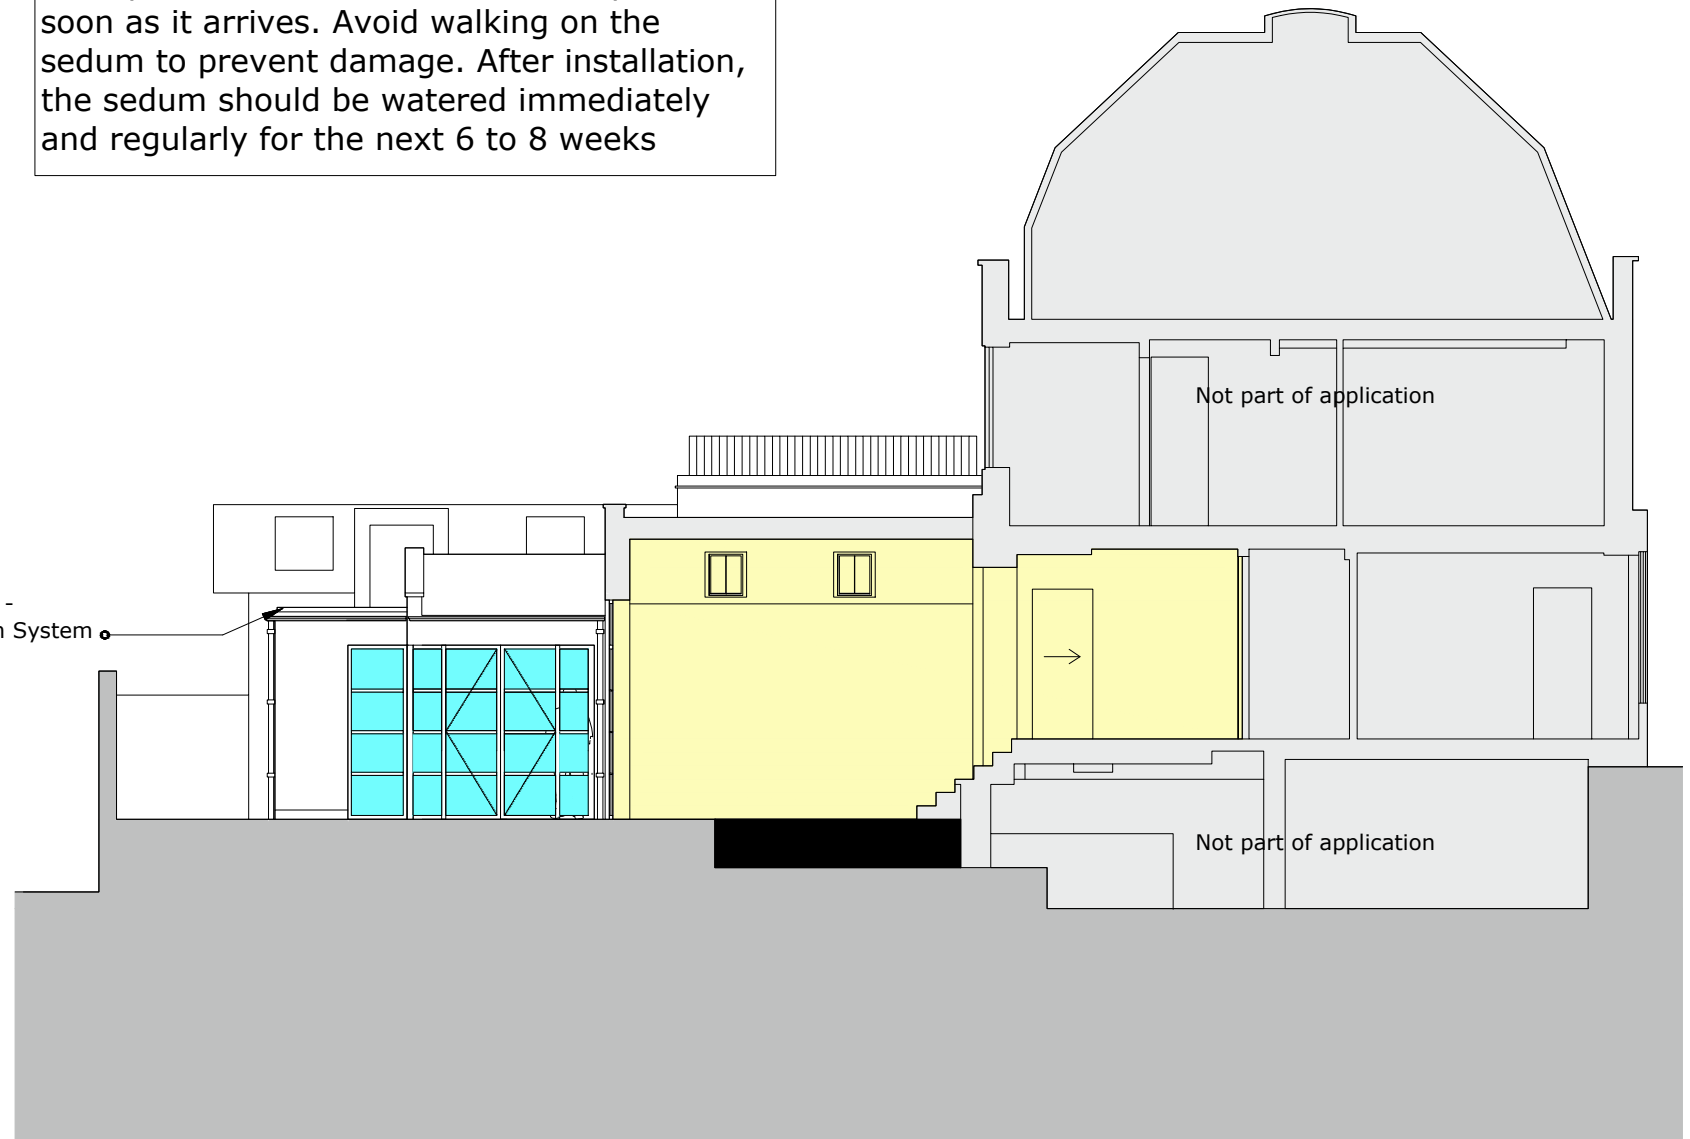 soon as it arrives. Avoid walking on the
sedum to prevent damage. After installation,
the sedum should be watered immediately
and regularly for the next 6 to 8 weeks
Not part of application
-
System
Not part of application